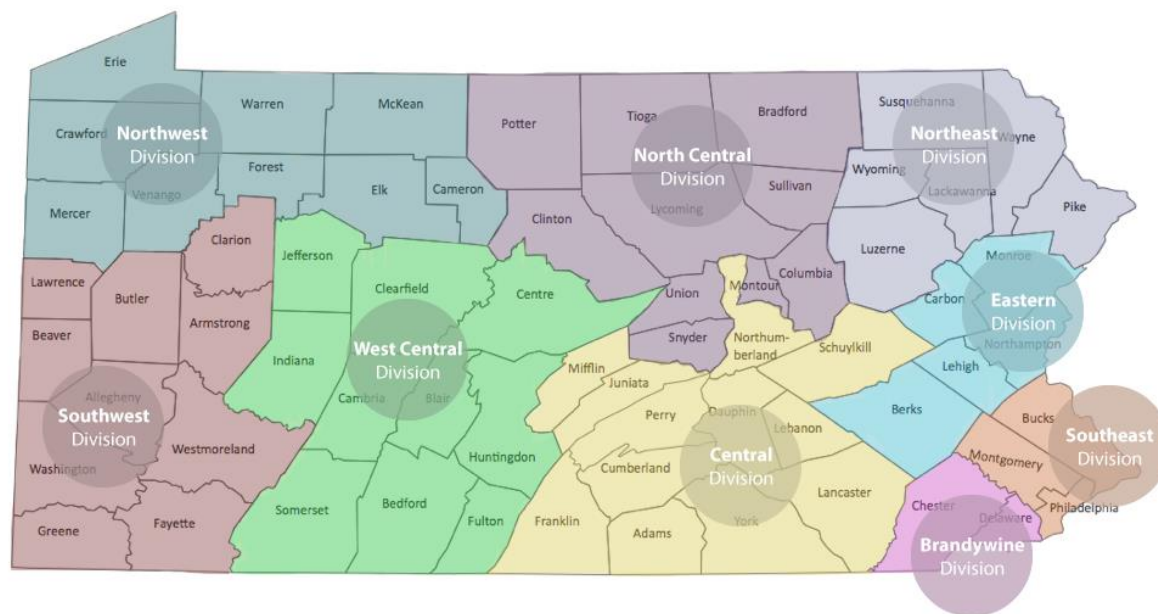 Erie
Warren
McKean
Crawford
Northwest
Division
Forest
Venango
Elk
Cameron
Mercer
Potter
Tioga
Bradford
North Central
Division
Sullivan
Lycoming
Clinton
Susquehanna
Northeast
Division
Wayne
Wyoming
Lackawanna
Pike
Luzerne
Columbia
Montour
Union
Snyder
Clarion
Lawrence
Butler
Armstrong
Beaver
Allegheny
Southwest
Division
Westmoreland
Washington
Greene
Fayette
Jefferson
Clearfield
Centre
Indiana
West Central
Division
Cambria
Blair
Huntingdon
Somerset
Bedford
Fulton
Northum-
berland
Schuylkill
Mifflin
Juniata
Perry
Dauphin
Lebanon
Cumberland
Central
Division
Lancaster
Franklin
Adams
York
Monroe
Carbon
Eastern
Division
Northampton
Lehigh
Berks
Bucks
Southeast
Division
Montgomery
Philadelphia
Chester
Delaware
Brandywine
Division